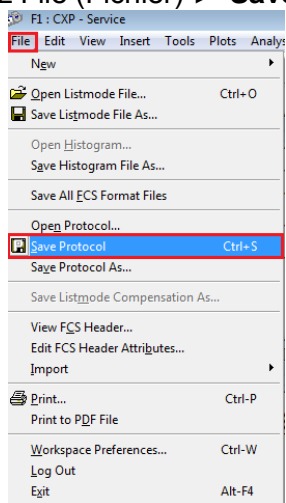 File (Fichier)
F1 : CXP - Service
File Edit View Insert Tools Plots
New
Open Listmode File... Ctrl+O
Save Listmode File As...
Open Histogram...
Save Histogram File As...
Save All FCS Format Files
Open Protocol...
Save Protocol Ctrl+S
Save Protocol As...
Save Listmode Compensation As...
View FCS Header...
Edit FCS Header Attributes...
Import
Print... Ctrl-P
Print to PDF File
Workspace Preferences... Ctrl-W
Log Out
Exit Alt-F4